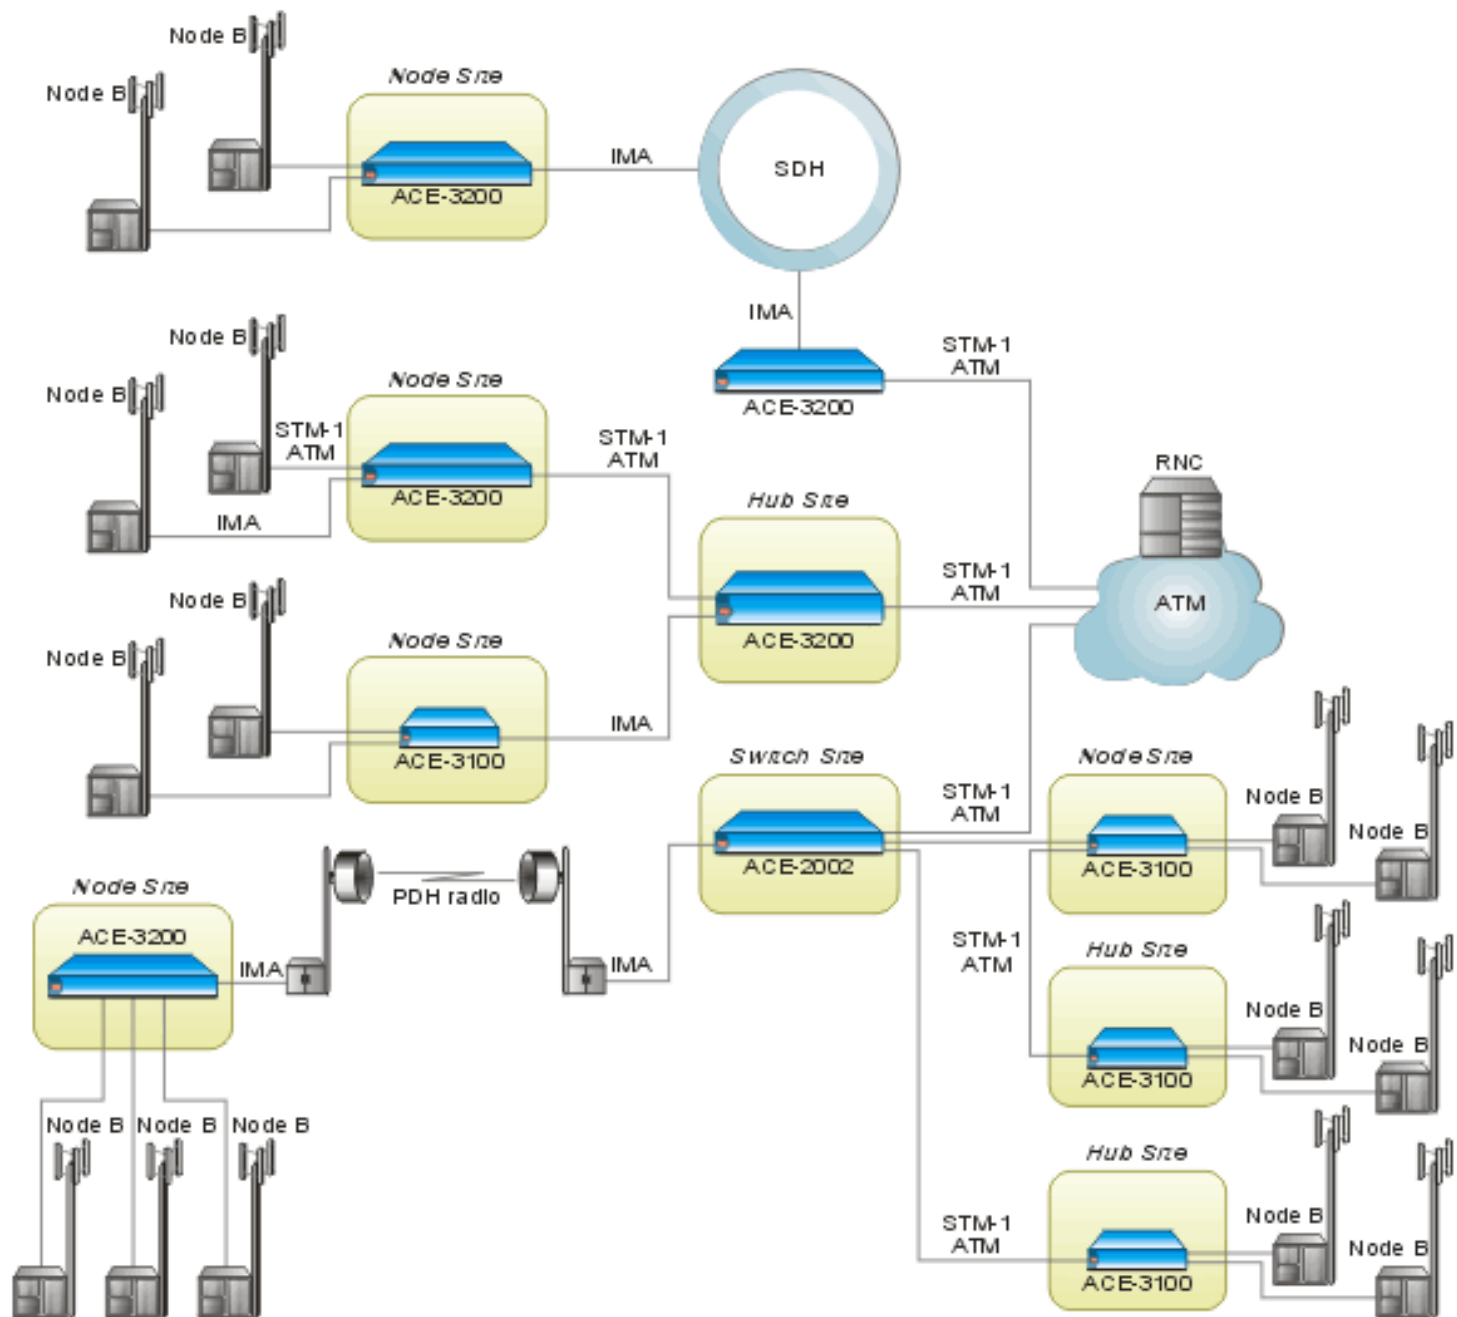 Node B
Node B
Node Site
ACE-3200
IMA
SDH
IMA
ACE-3200
STM-1
ATM
Node B
Node B
STM-1
ATM
IMA
Node Site
ACE-3200
STM-1
ATM
Hub Site
ACE-3200
STM-1
ATM
RNC
ATM
Node B
Node B
Node Site
ACE-3100
IMA
Switch Site
ACE-2002
STM-1
ATM
Node Site
ACE-3100
Node B
Node B
Node Site
ACE-3200
IMA
PDH radio
IMA
STM-1
ATM
Hub Site
ACE-3100
Node B
Node B
Node B
Node B
Node B
STM-1
ATM
Hub Site
ACE-3100
Node B
Node B